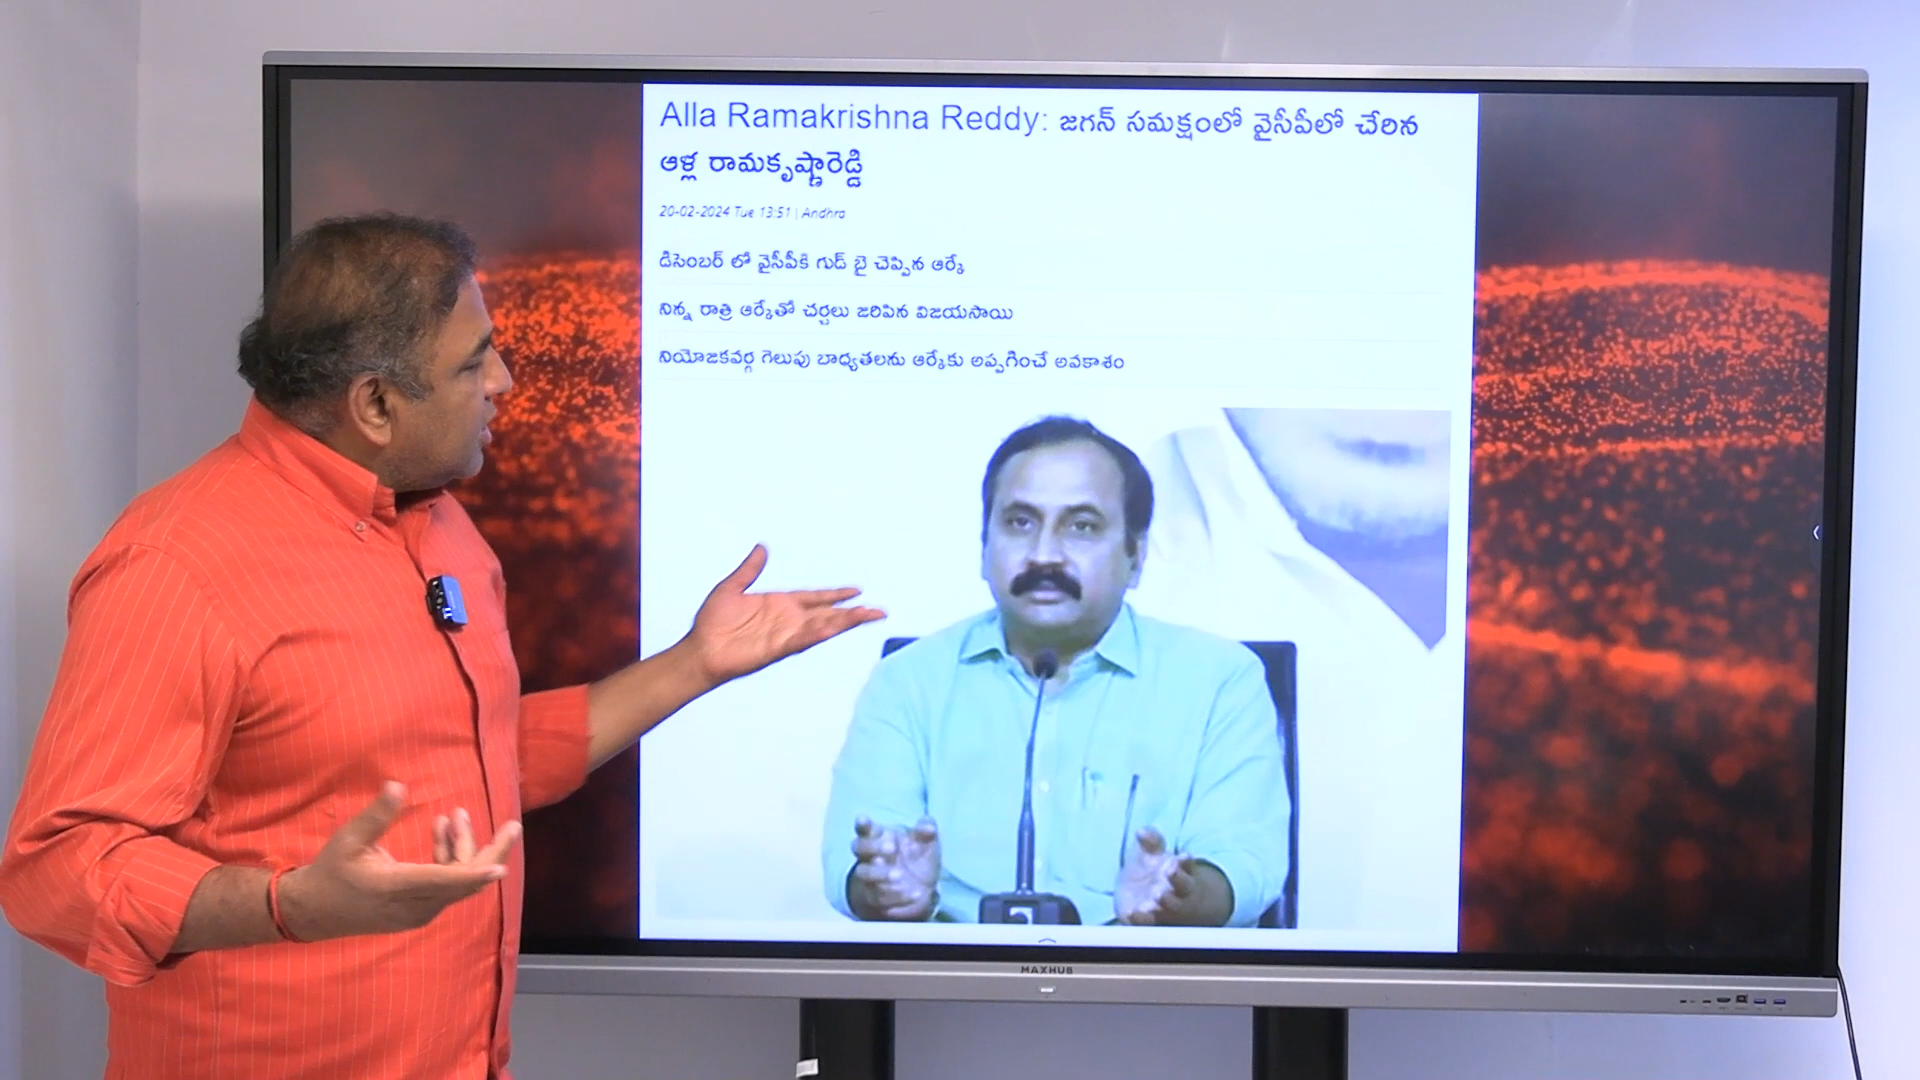 Alla Ramakrishna Reddy: జగన్ సమక్షంలో వైసీపీలో చేరిన
ఆళ్ల రామకృష్ణారెడ్డి
20-02-2024 Tue 13:51 | Andhra
డిసెంబర్ లో వైసీపీకి గుడ్ బై చెప్పిన ఆర్కే
నిన్న రాత్రి ఆర్కేతో చర్చలు జరిపిన విజయసాయి
నియోజకవర్గ గెలుపు బాధ్యతలను ఆర్కేకు అప్పగించే అవకాశం
MAXHUB